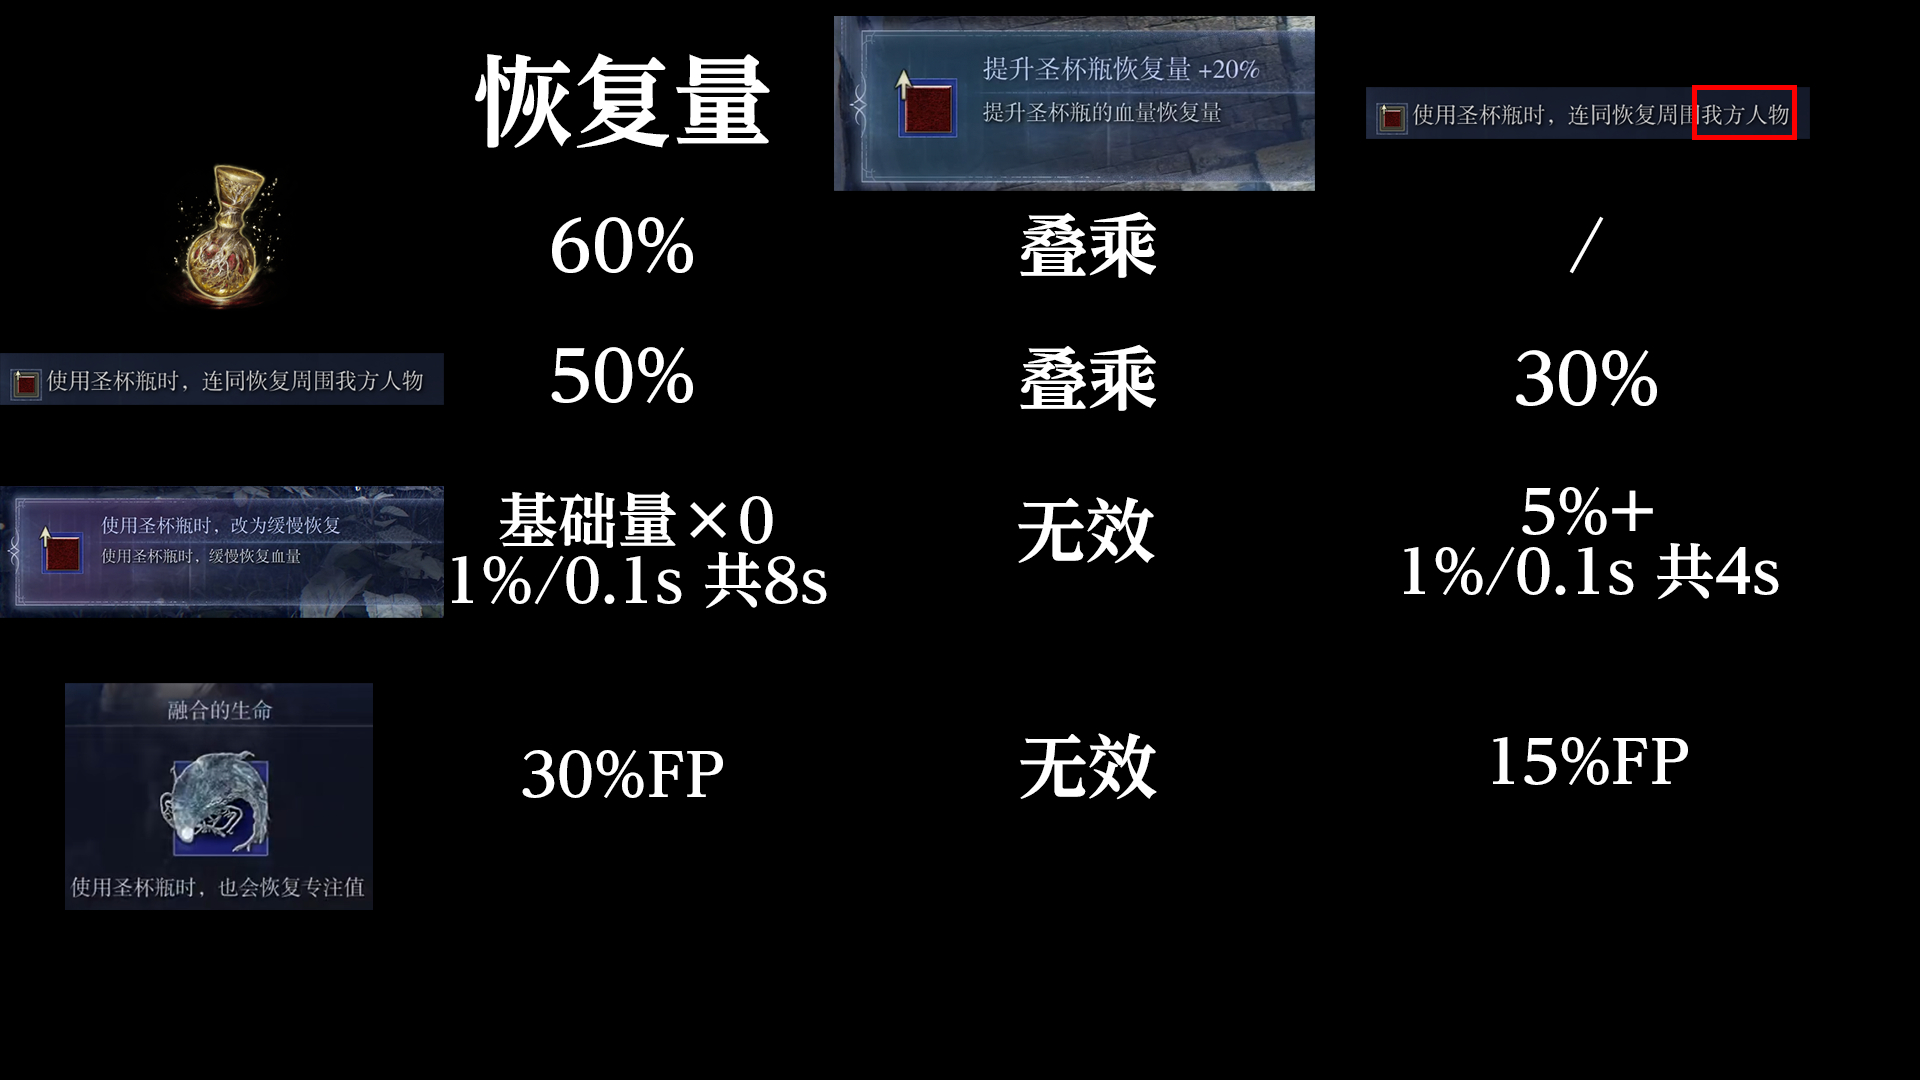 恢复量
提升圣杯瓶恢复量 +20%
提升圣杯瓶的血量恢复量
使用圣杯瓶时，连同恢复周围我方人物
60%
叠乘
/
使用圣杯瓶时，连同恢复周围我方人物
50%
叠乘
30%
使用圣杯瓶时，改为缓慢恢复
使用圣杯瓶时，缓慢恢复血量
基础量×0
1%/0.1s 共8s
无效
5%+
1%/0.1s 共4s
融合的生命
使用圣杯瓶时，也会恢复专注值
30%FP
无效
15%FP